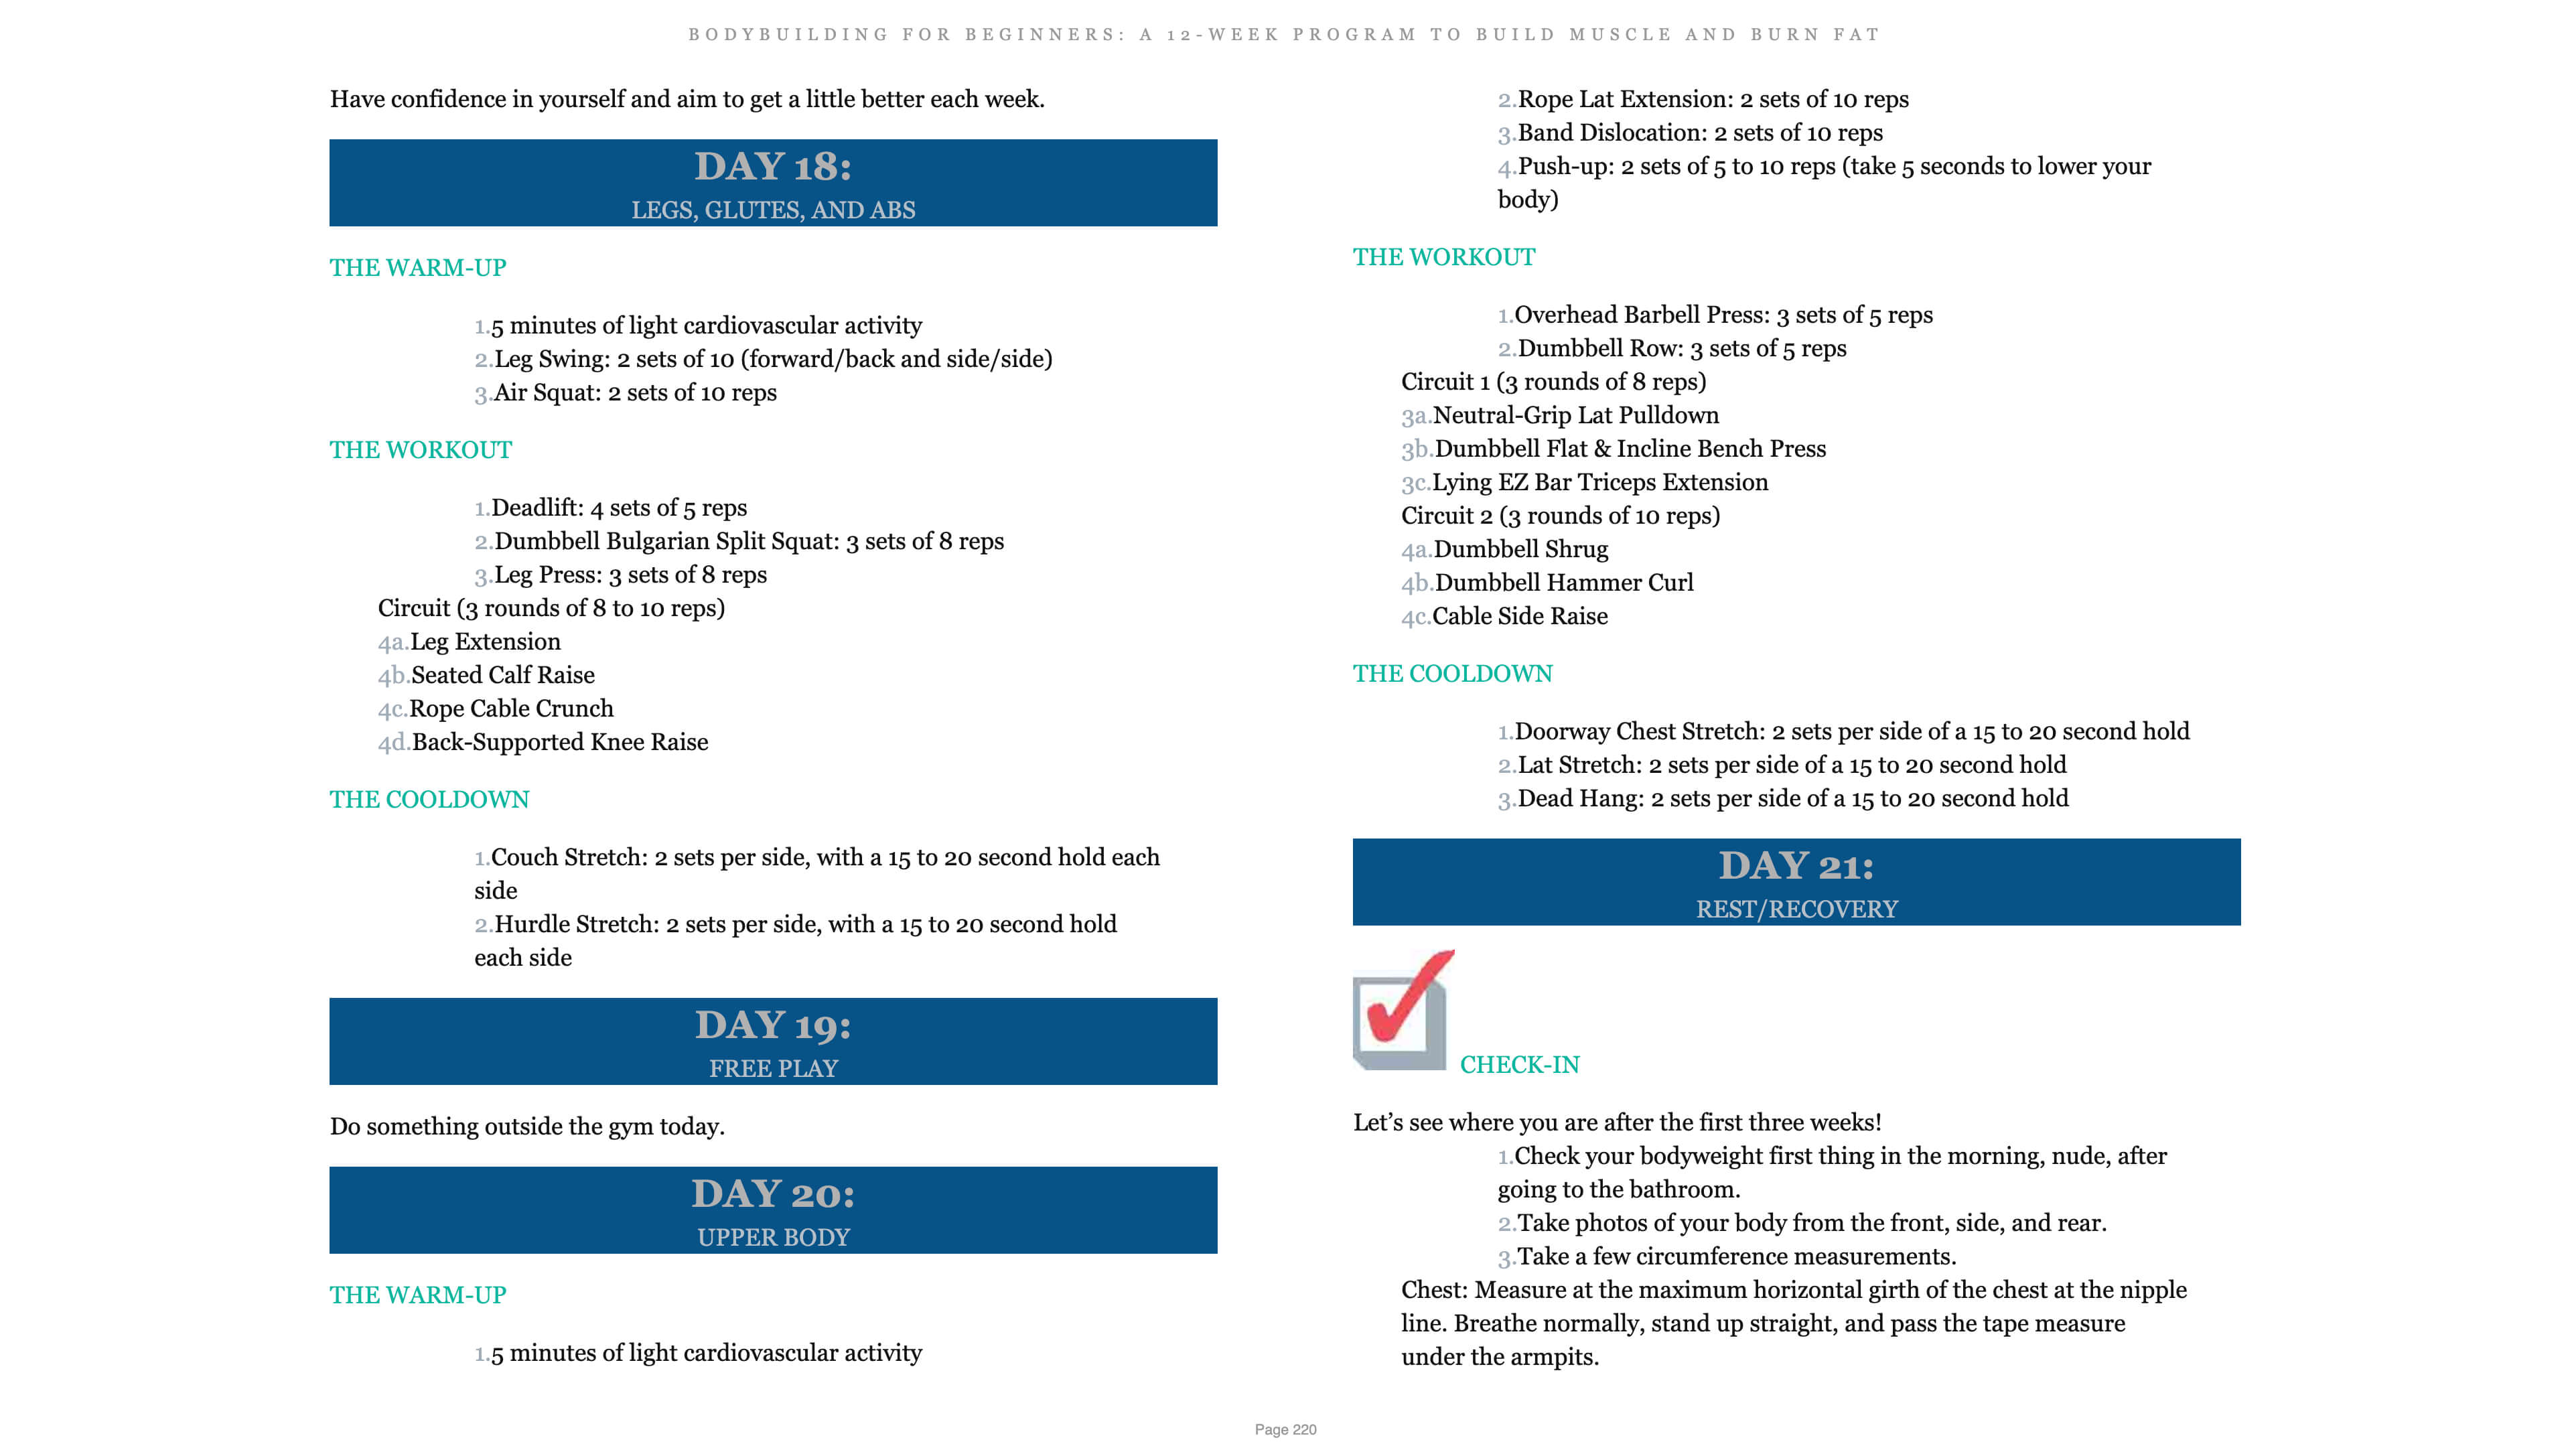 BODYBUILDING FOR BEGINNERS: A 12-WEEK PROGRAM TO BUILD MUSCLE AND BURN FAT
Have confidence in yourself and aim to get a little better each week.
DAY 18:
LEGS, GLUTES, AND ABS
THE WARM-UP
1.5 minutes of light cardiovascular activity
2.Leg Swing: 2 sets of 10 (forward/back and side/side)
3.Air Squat: 2 sets of 10 reps
THE WORKOUT
1.Deadlift: 4 sets of 5 reps
2.Dumbbell Bulgarian Split Squat: 3 sets of 8 reps
3.Leg Press: 3 sets of 8 reps
Circuit (3 rounds of 8 to 10 reps)
4a.Leg Extension
4b.Seated Calf Raise
4c.Rope Cable Crunch
4d.Back-Supported Knee Raise
THE COOLDOWN
1.Couch Stretch: 2 sets per side, with a 15 to 20 second hold each
side
2.Hurdle Stretch: 2 sets per side, with a 15 to 20 second hold
each side
DAY 19:
FREE PLAY
Do something outside the gym today.
DAY 20:
UPPER BODY
THE WARM-UP
1.5 minutes of light cardiovascular activity
2.Rope Lat Extension: 2 sets of 10 reps
3.Band Dislocation: 2 sets of 10 reps
4.Push-up: 2 sets of 5 to 10 reps (take 5 seconds to lower your
body)
THE WORKOUT
1.Overhead Barbell Press: 3 sets of 5 reps
2.Dumbbell Row: 3 sets of 5 reps
Circuit 1 (3 rounds of 8 reps)
3a.Neutral-Grip Lat Pulldown
3b.Dumbbell Flat & Incline Bench Press
3c.Lying EZ Bar Triceps Extension
Circuit 2 (3 rounds of 10 reps)
4a.Dumbbell Shrug
4b.Dumbbell Hammer Curl
4c.Cable Side Raise
THE COOLDOWN
1.Doorway Chest Stretch: 2 sets per side of a 15 to 20 second hold
2.Lat Stretch: 2 sets per side of a 15 to 20 second hold
3.Dead Hang: 2 sets per side of a 15 to 20 second hold
DAY 21:
REST/RECOVERY
CHECK-IN
Let’s see where you are after the first three weeks!
1.Check your bodyweight first thing in the morning, nude, after
going to the bathroom.
2.Take photos of your body from the front, side, and rear.
3.Take a few circumference measurements.
Chest: Measure at the maximum horizontal girth of the chest at the nipple
line. Breathe normally, stand up straight, and pass the tape measure
under the armpits.
Page 220